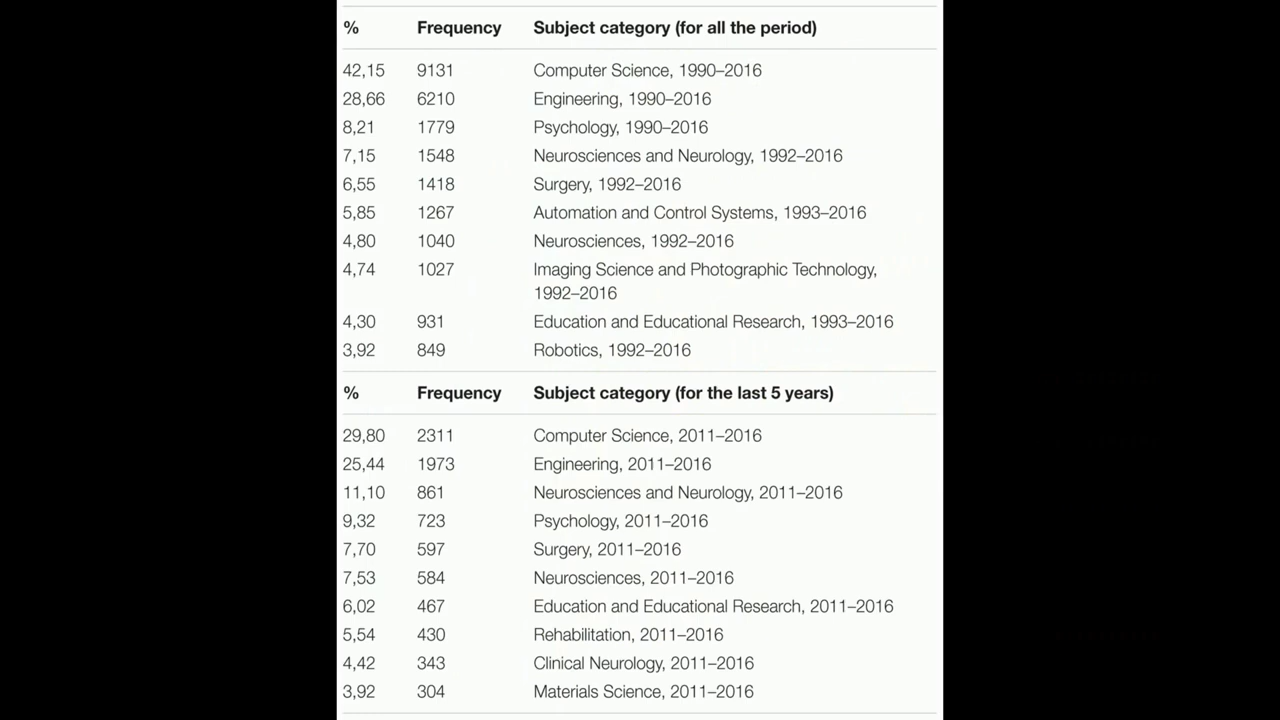 % Frequency Subject category (for all the period)
42,15 9131 Computer Science, 1990–2016
28,66 6210 Engineering, 1990–2016
8,21 1779 Psychology, 1990–2016
7,15 1548 Neurosciences and Neurology, 1992–2016
6,55 1418 Surgery, 1992–2016
5,85 1267 Automation and Control Systems, 1993–2016
4,80 1040 Neurosciences, 1992–2016
4,74 1027 Imaging Science and Photographic Technology,
1992–2016
4,30 931 Education and Educational Research, 1993–2016
3,92 849 Robotics, 1992–2016
% Frequency Subject category (for the last 5 years)
29,80 2311 Computer Science, 2011–2016
25,44 1973 Engineering, 2011–2016
11,10 861 Neurosciences and Neurology, 2011–2016
9,32 723 Psychology, 2011–2016
7,70 597 Surgery, 2011–2016
7,53 584 Neurosciences, 2011–2016
6,02 467 Education and Educational Research, 2011–2016
5,54 430 Rehabilitation, 2011–2016
4,42 343 Clinical Neurology, 2011–2016
3,92 304 Materials Science, 2011–2016